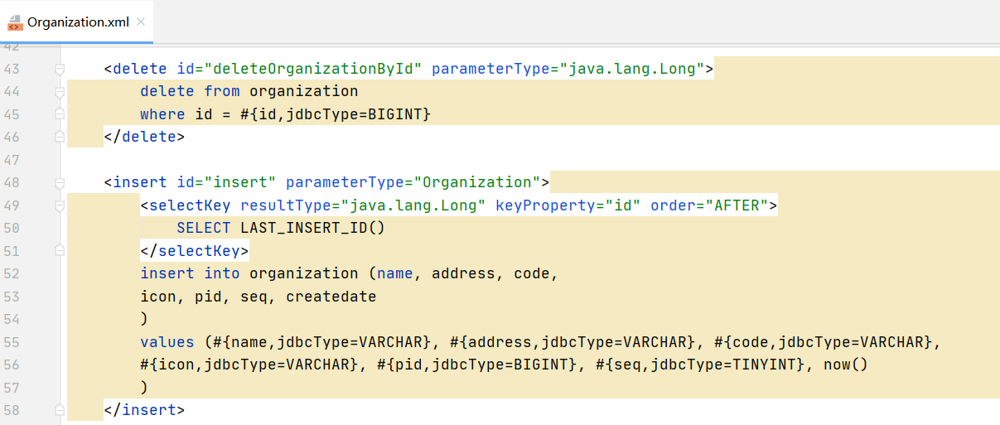 Organization.xml
42
43 <delete id="deleteOrganizationById" parameterType="java.lang.Long">
44 delete from organization
45 where id = #{id,jdbcType=BIGINT}
46 </delete>
47
48 <insert id="insert" parameterType="Organization">
49 <selectKey resultType="java.lang.Long" keyProperty="id" order="AFTER">
50 SELECT LAST_INSERT_ID()
51 </selectKey>
52 insert into organization (name, address, code,
53 icon, pid, seq, createdate
54 )
55 values (#{name,jdbcType=VARCHAR}, #{address,jdbcType=VARCHAR}, #{code,jdbcType=VARCHAR},
56 #{icon,jdbcType=VARCHAR}, #{pid,jdbcType=BIGINT}, #{seq,jdbcType=TINYINT}, now()
57 )
58 </insert>